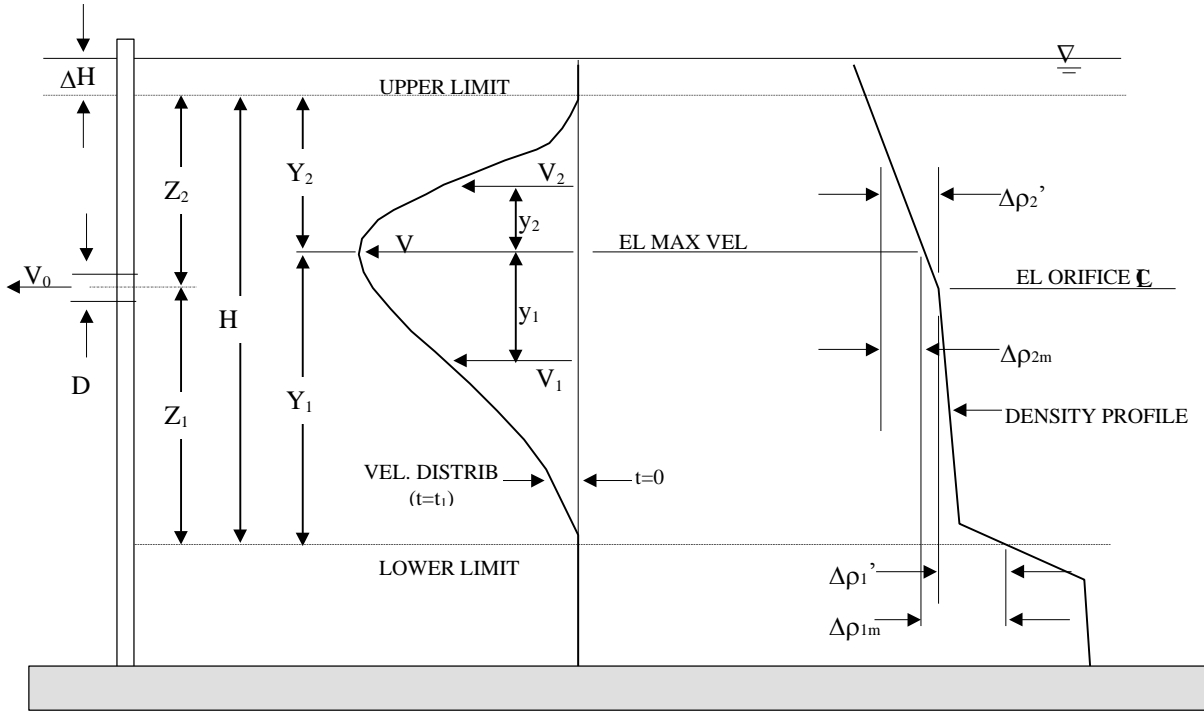 ∇
ΔH
UPPER LIMIT
Y₂
V₂
Z₂
Δρ₂’
y₂
V
EL MAX VEL
V₀
EL ORIFICE ℄
H
y₁
Δρ₂ₘ
D
V₁
Y₁
Z₁
DENSITY PROFILE
VEL. DISTRIB
t=0
(t=t₁)
LOWER LIMIT
Δρ₁’
Δρ₁ₘ